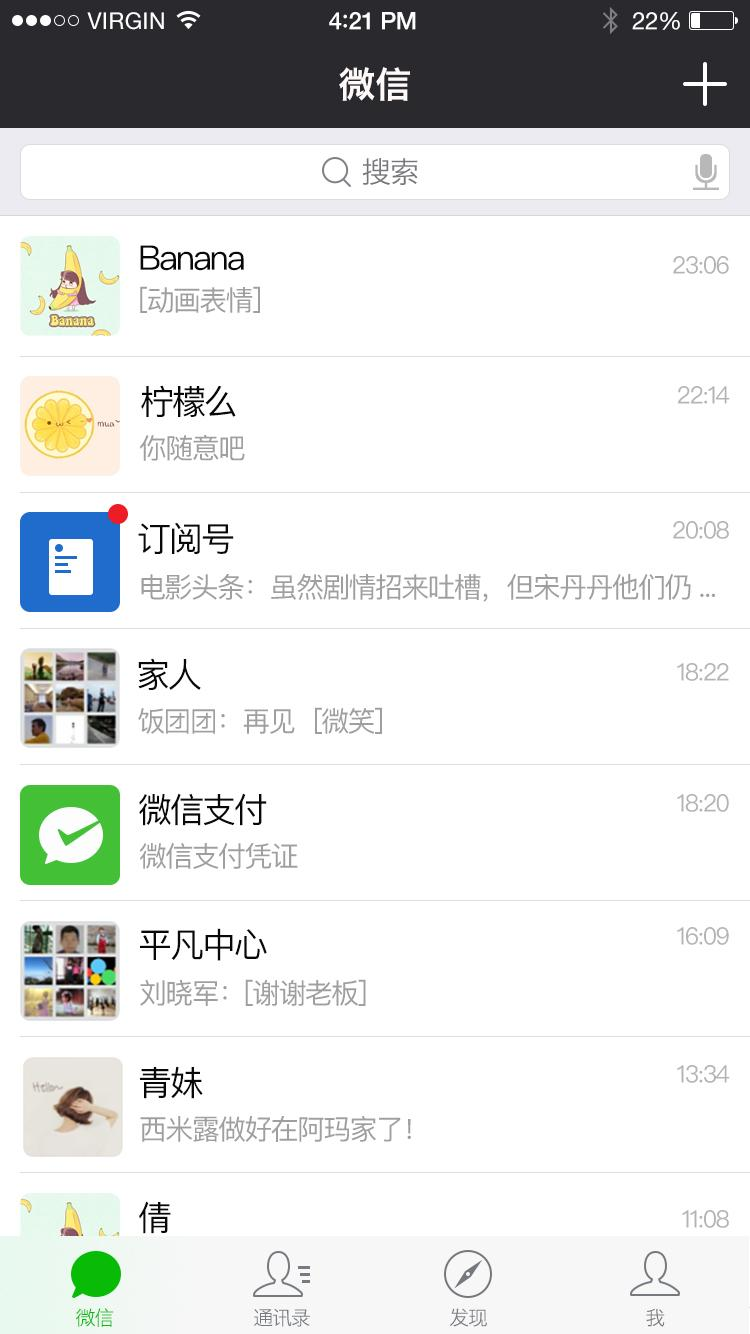 VIRGIN 4:21 PM 22%
微信
搜索
Banana 23:06
[动画表情]
Banana
柠檬么 22:14
mua~
你随意吧
订阅号 20:08
电影头条：虽然剧情招来吐槽，但宋丹丹他们仍 ...
家人 18:22
饭团团：再见 [微笑]
微信支付 18:20
微信支付凭证
平凡中心 16:09
刘晓军：[谢谢老板]
青妹 13:34
Hello~
西米露做好在阿玛家了！
倩 11:08
微信 通讯录 发现 我